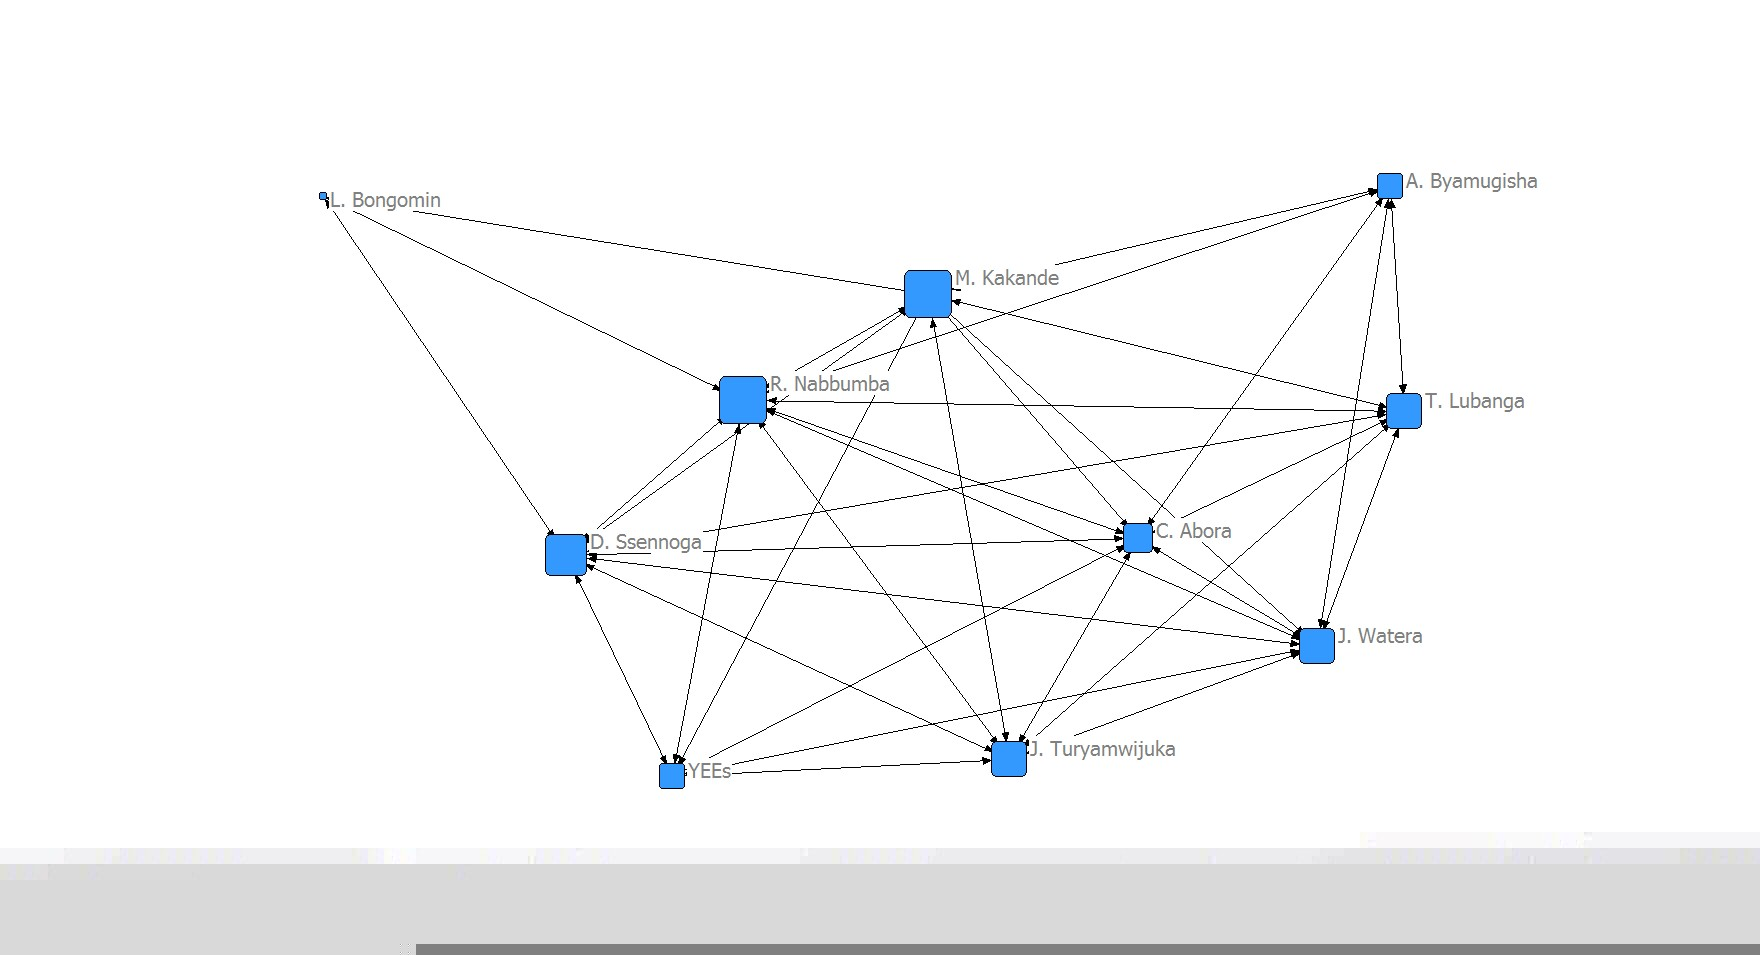 A. Byamugisha
L. Bongomin
M. Kakande
R. Nabbumba
T. Lubanga
C. Abora
D. Ssennoga
J. Watera
J. Turyamwijuka
YEEs